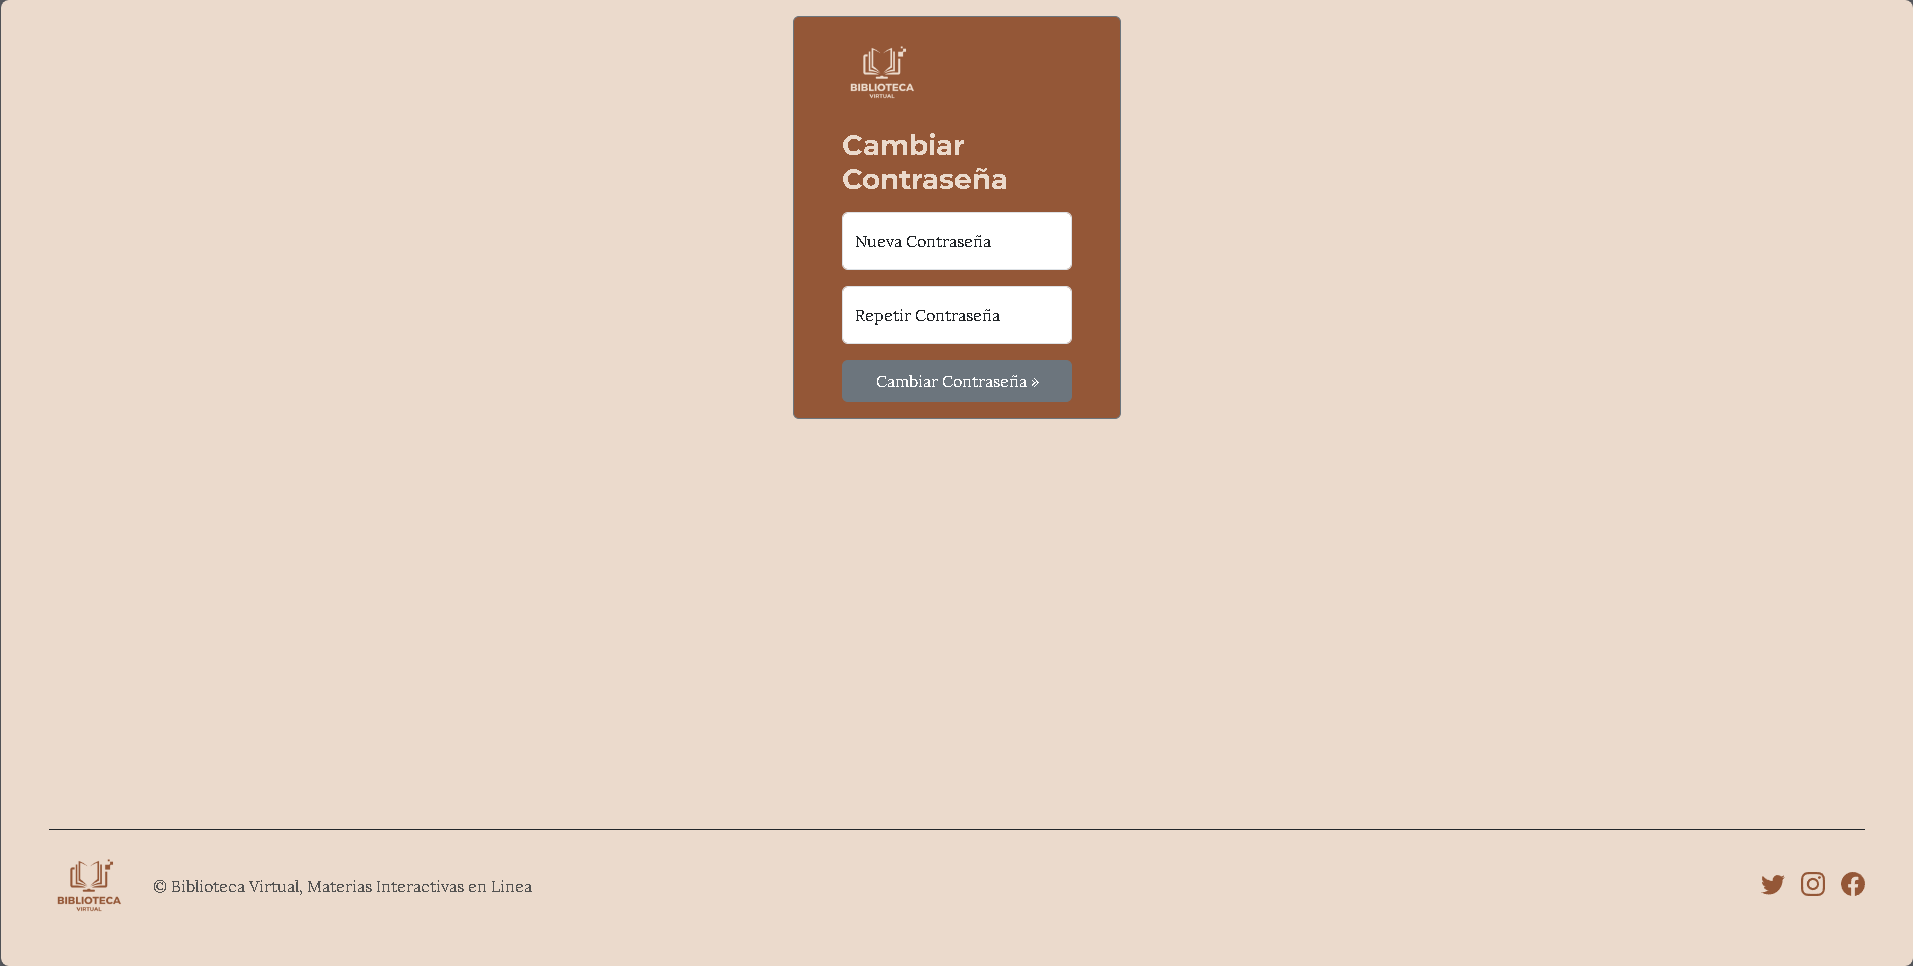 BIBLIOTECA
VIRTUAL
Cambiar
Contraseña
Nueva Contraseña
Repetir Contraseña
Cambiar Contraseña »
BIBLIOTECA
VIRTUAL
© Biblioteca Virtual, Materias Interactivas en Linea